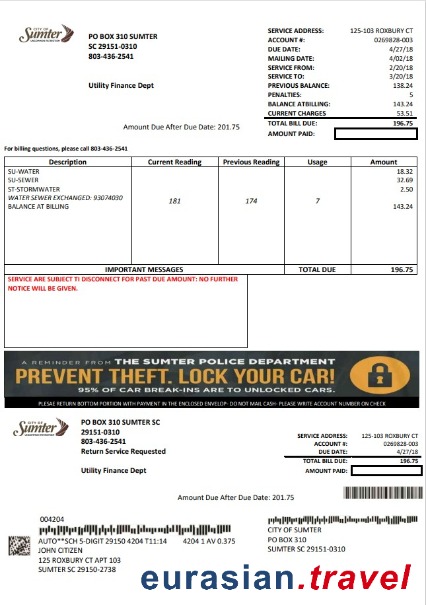 CITY OF
Sumter
PO BOX 310 SUMTER
SC 29151-0310
803-436-2541
Utility Finance Dept
SERVICE ADDRESS: 125-103 ROXBURY CT
ACCOUNT #: 0269828-003
DUE DATE: 4/27/18
MAILING DATE: 4/02/18
SERVICE FROM: 2/20/18
SERVICE TO: 3/20/18
PREVIOUS BALANCE: 138.24
PENALTIES: 5
BALANCE ATBILLING: 143.24
CURRENT CHARGES 53.51
TOTAL BILL DUE: 196.75
AMOUNT PAID:
Amount Due After Due Date: 201.75
For billing questions, please call 803-436-2541
Description Current Reading Previous Reading Usage Amount
SU-WATER 18.32
SU-SEWER 32.69
ST-STORMWATER 2.50
WATER SEWER EXCHANGED: 93074030 181 174 7
BALANCE AT BILLING 143.24
IMPORTANT MESSAGES TOTAL DUE 196.75
SERVICE ARE SUBJECT TI DISCONNECT FOR PAST DUE AMOUNT: NO FURTHER
NOTICE WILL BE GIVEN.
A REMINDER FROM THE SUMTER POLICE DEPARTMENT
PREVENT THEFT. LOCK YOUR CAR!
95% OF CAR BREAK-INS ARE TO UNLOCKED CARS.
PLESAE RETURN BOTTOM PORTION WITH PAYMENT IN THE ENCLOSED ENVELOP- DO NOT MAIL CASH- PLEASE WRITE ACCOUNT NUMBER ON CHECK
CITY OF
Sumter
PO BOX 310 SUMTER SC
29151-0310
803-436-2541
Return Service Requested
Utility Finance Dept
SERVICE ADDRESS: 125-103 ROXBURY CT
ACCOUNT #: 0269828-003
DUE DATE: 4/27/18
TOTAL BILL DUE: 196.75
AMOUNT PAID:
Amount Due After Due Date: 201.75
004204
AUTO**SCH 5-DIGIT 29150 4204 T11:14 4204 1 AV 0.375
JOHN CITIZEN
125 ROXBURY CT APT 103
SUMTER SC 29150-2738
CITY OF SUMTER
PO BOX 310
SUMTER SC 29151-0310
eurasian.travel